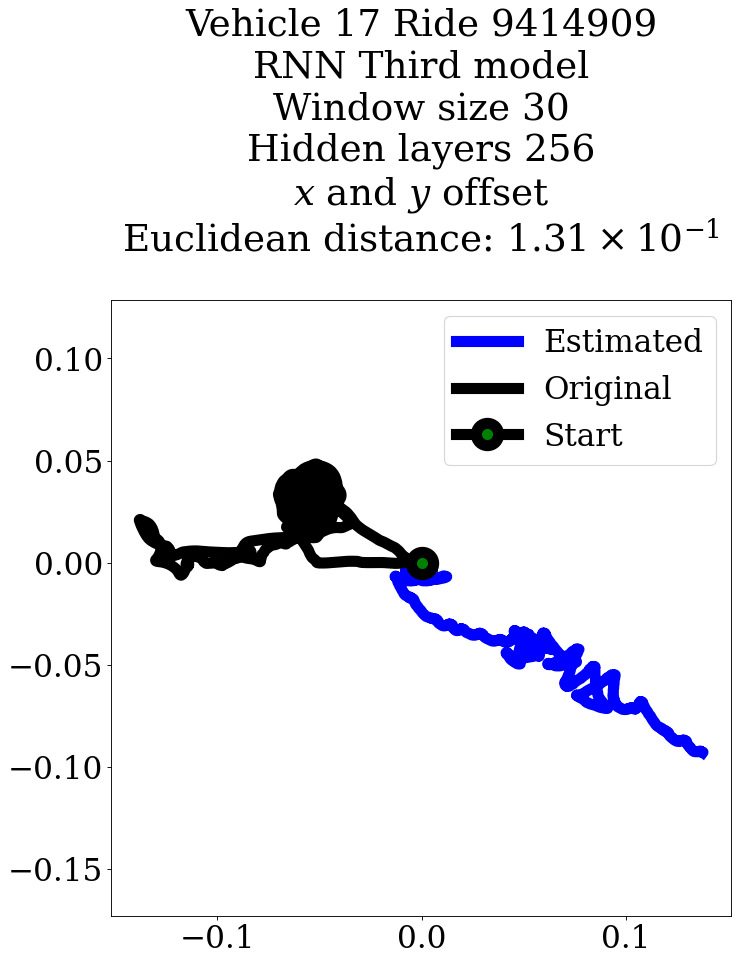 Vehicle 17 Ride 9414909
RNN Third model
Window size 30
Hidden layers 256
x and y offset
Euclidean distance: 1.31 × 10⁻¹
Estimated
Original
Start
0.10
0.05
0.00
−0.05
−0.10
−0.15
−0.1
0.0
0.1